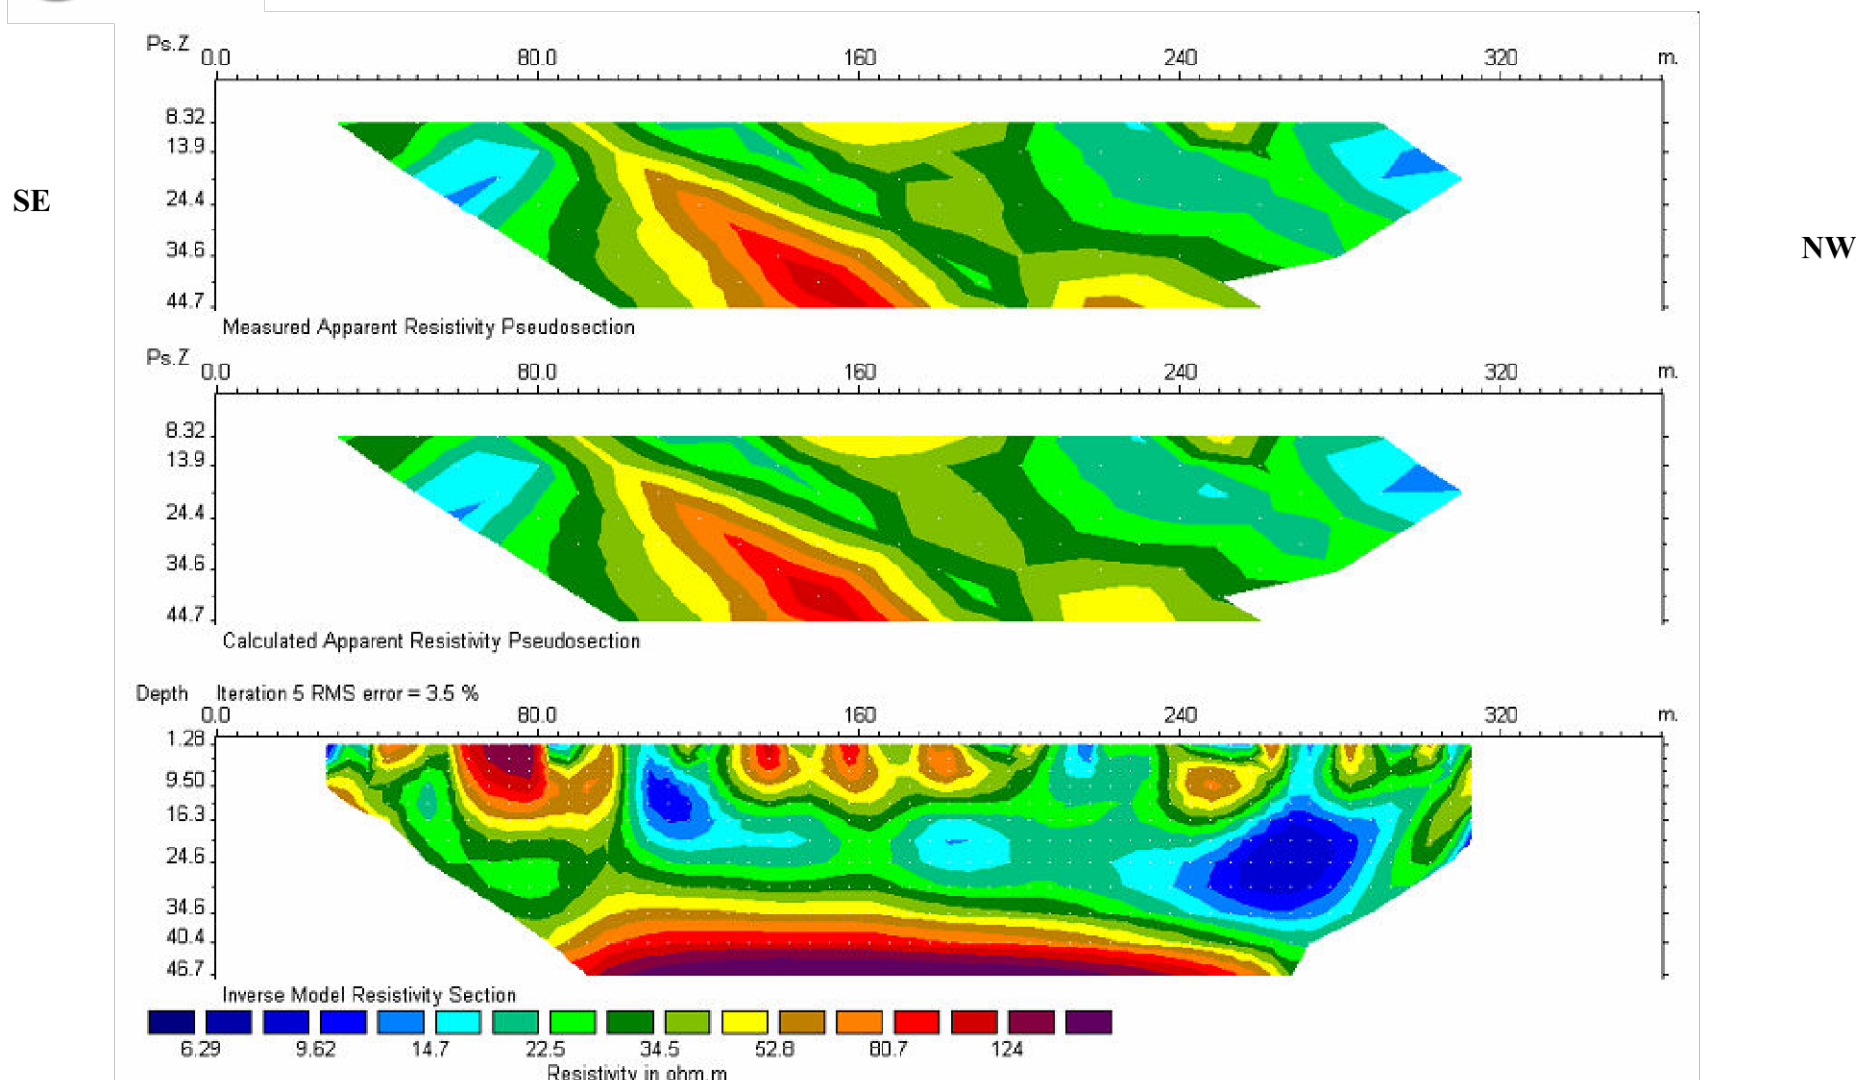 Ps.Z
0.0 80.0 160 240 320 m.
8.32
13.9
SE
24.4
NW
34.6
44.7
Measured Apparent Resistivity Pseudosection
Ps.Z
0.0 80.0 160 240 320 m.
8.32
13.9
24.4
34.6
44.7
Calculated Apparent Resistivity Pseudosection
Depth Iteration 5 RMS error = 3.5 %
0.0 80.0 160 240 320 m.
1.28
9.50
16.3
24.6
34.6
40.4
46.7
Inverse Model Resistivity Section
6.29 9.62 14.7 22.5 34.5 52.8 80.7 124
Resistivity in ohm.m